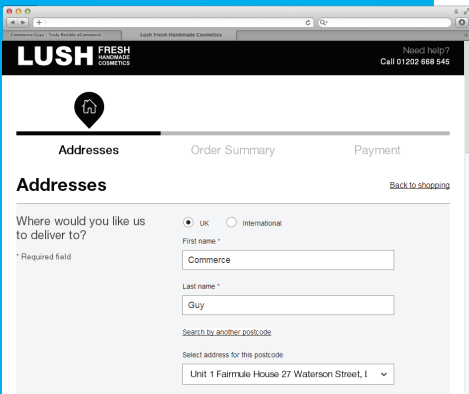 Commerce Guys : Truly flexible eCommerce
Lush Fresh Handmade Cosmetics
LUSH FRESH HANDMADE COSMETICS
Need help?
Call 01202 668 545
Addresses
Order Summary
Payment
Addresses
Back to shopping
Where would you like us
to deliver to?
* Required field
UK
International
First name *
Commerce
Last name *
Guy
Search by another postcode
Select address for this postcode
Unit 1 Fairmule House 27 Waterson Street, L